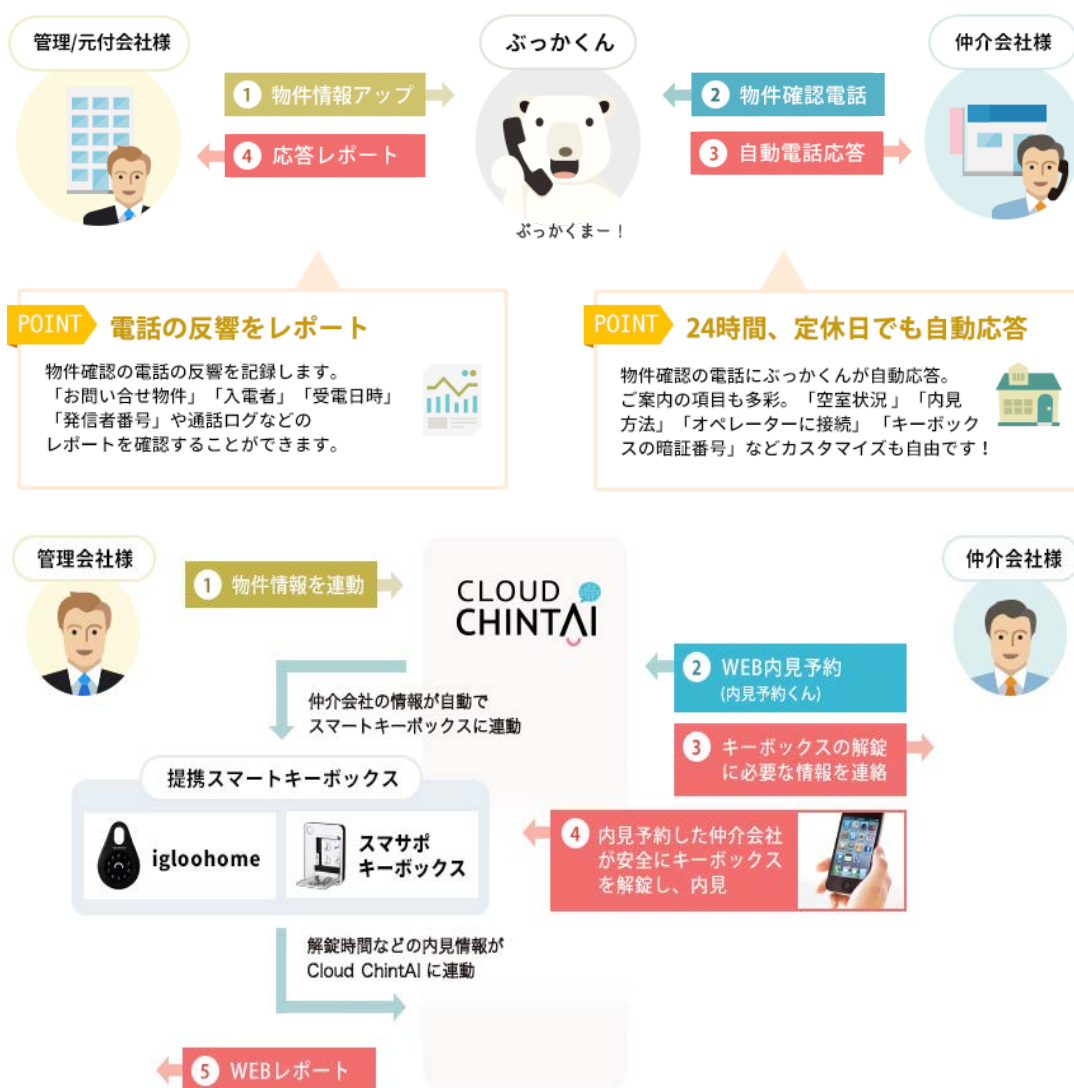 管理/元付会社様
ぶっかくん
仲介会社様
1 物件情報アップ
2 物件確認電話
4 応答レポート
3 自動電話応答
ぶっかくまー！
POINT 電話の反響をレポート
物件確認の電話の反響を記録します。
「お問い合せ物件」「入電者」「受電日時」
「発信者番号」や通話ログなどの
レポートを確認することができます。
POINT 24時間、定休日でも自動応答
物件確認の電話にぶっかくんが自動応答。
ご案内の項目も多彩。「空室状況」「内見
方法」「オペレーターに接続」「キーボック
スの暗証番号」などカスタマイズも自由です！
管理会社様
仲介会社様
1 物件情報を連動
CLOUD
CHINTAI
2 WEB内見予約
(内見予約くん)
仲介会社の情報が自動で
スマートキーボックスに連動
3 キーボックスの解錠
に必要な情報を連絡
提携スマートキーボックス
igloohome
スマサポ
キーボックス
4 内見予約した仲介会社
が安全にキーボックス
を解錠し、内見
解錠時間などの内見情報が
Cloud ChintAI に連動
5 WEBレポート